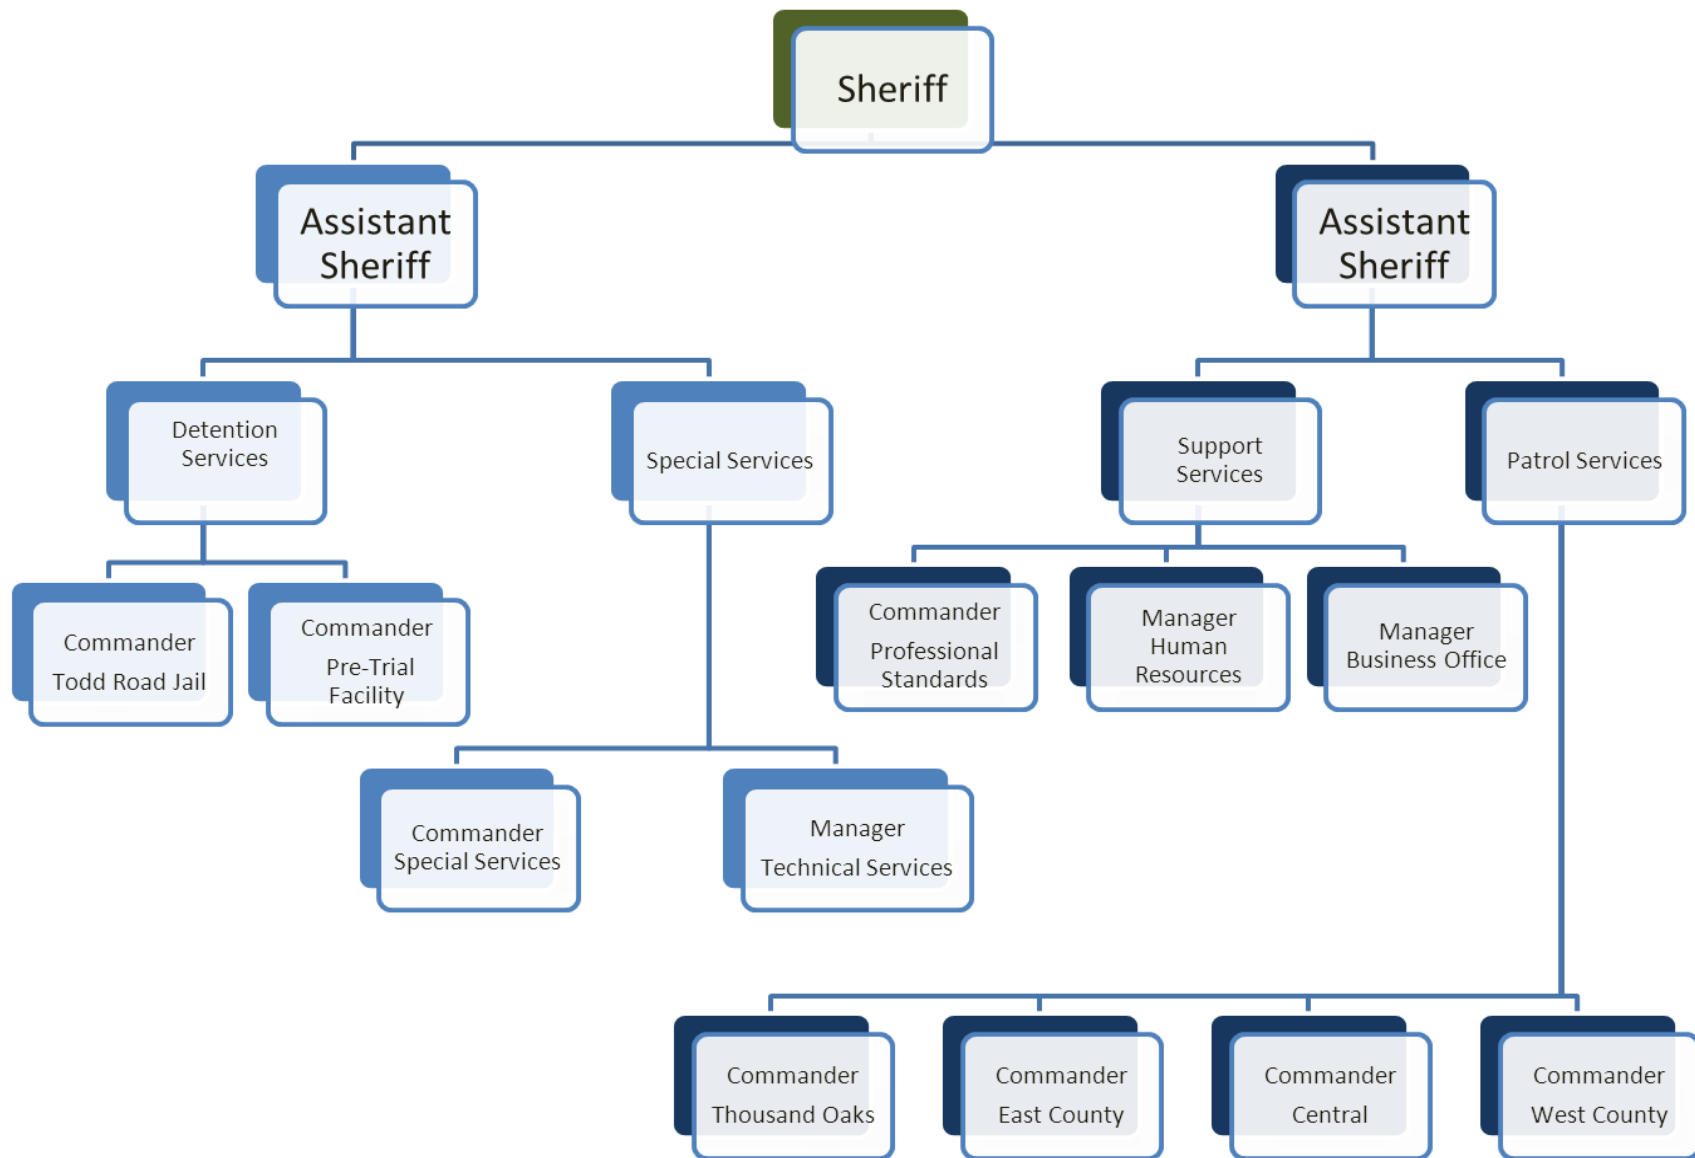 Sheriff
Assistant
Sheriff
Assistant
Sheriff
Detention
Services
Special Services
Support
Services
Patrol Services
Commander
Todd Road Jail
Commander
Pre-Trial
Facility
Commander
Professional
Standards
Manager
Human
Resources
Manager
Business Office
Commander
Special Services
Manager
Technical Services
Commander
Thousand Oaks
Commander
East County
Commander
Central
Commander
West County